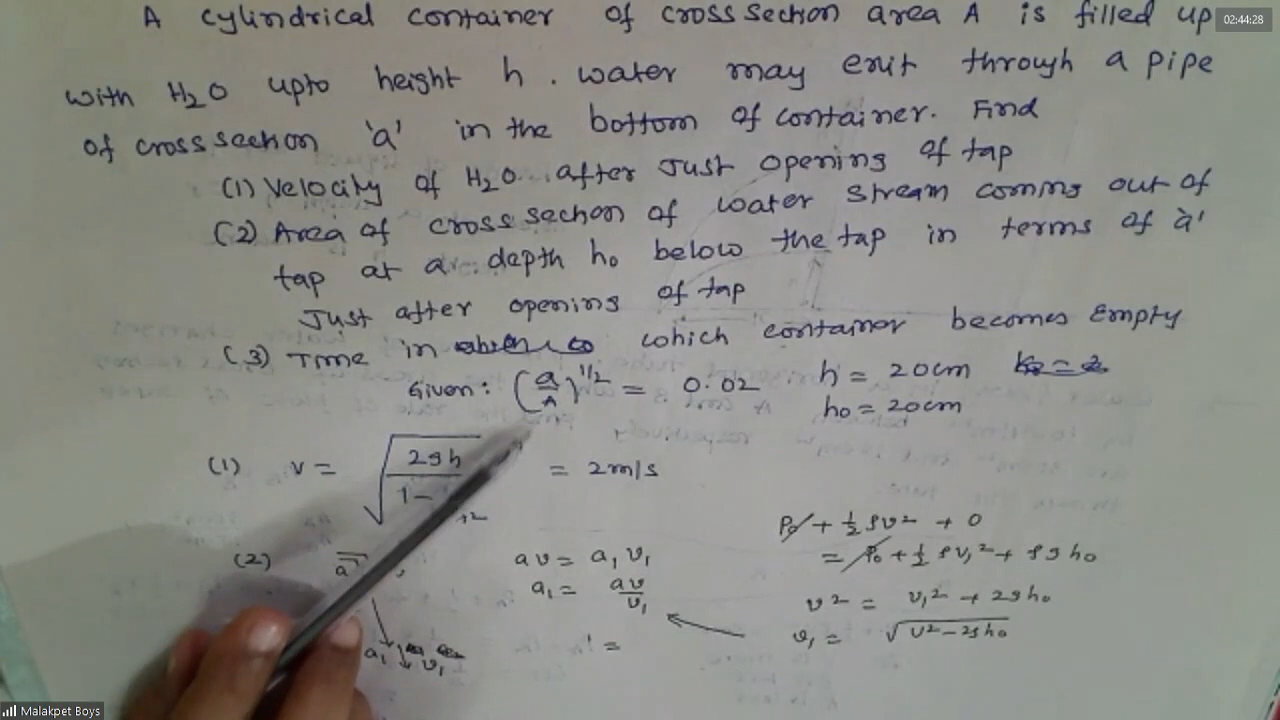 A cylindrical container of cross section area A is filled up
02:44:28
with H2O upto height h. water may exit through a pipe
of cross section 'a' in the bottom of container. Find
(1) Velocity of H2O after Just opening of tap
(2) Area of cross section of water stream coming out of
tap at a depth h0 below the tap in terms of 'a'
Just after opening of tap
(3) Time in which container becomes Empty
Given: (a/A)^1/2 = 0.02 h = 20cm
h0 = 20cm
(1) v = √(2gh / 1- = 2m/s
(2) a av = a1v1
a1 = av/v1
a1 v1
=
P0 + 1/2 ρv² + 0
= P0 + 1/2 ρv1² + ρgh0
v² = v1² + 2gh0
v1 = √(v²-2gh0)
Malakpet Boys